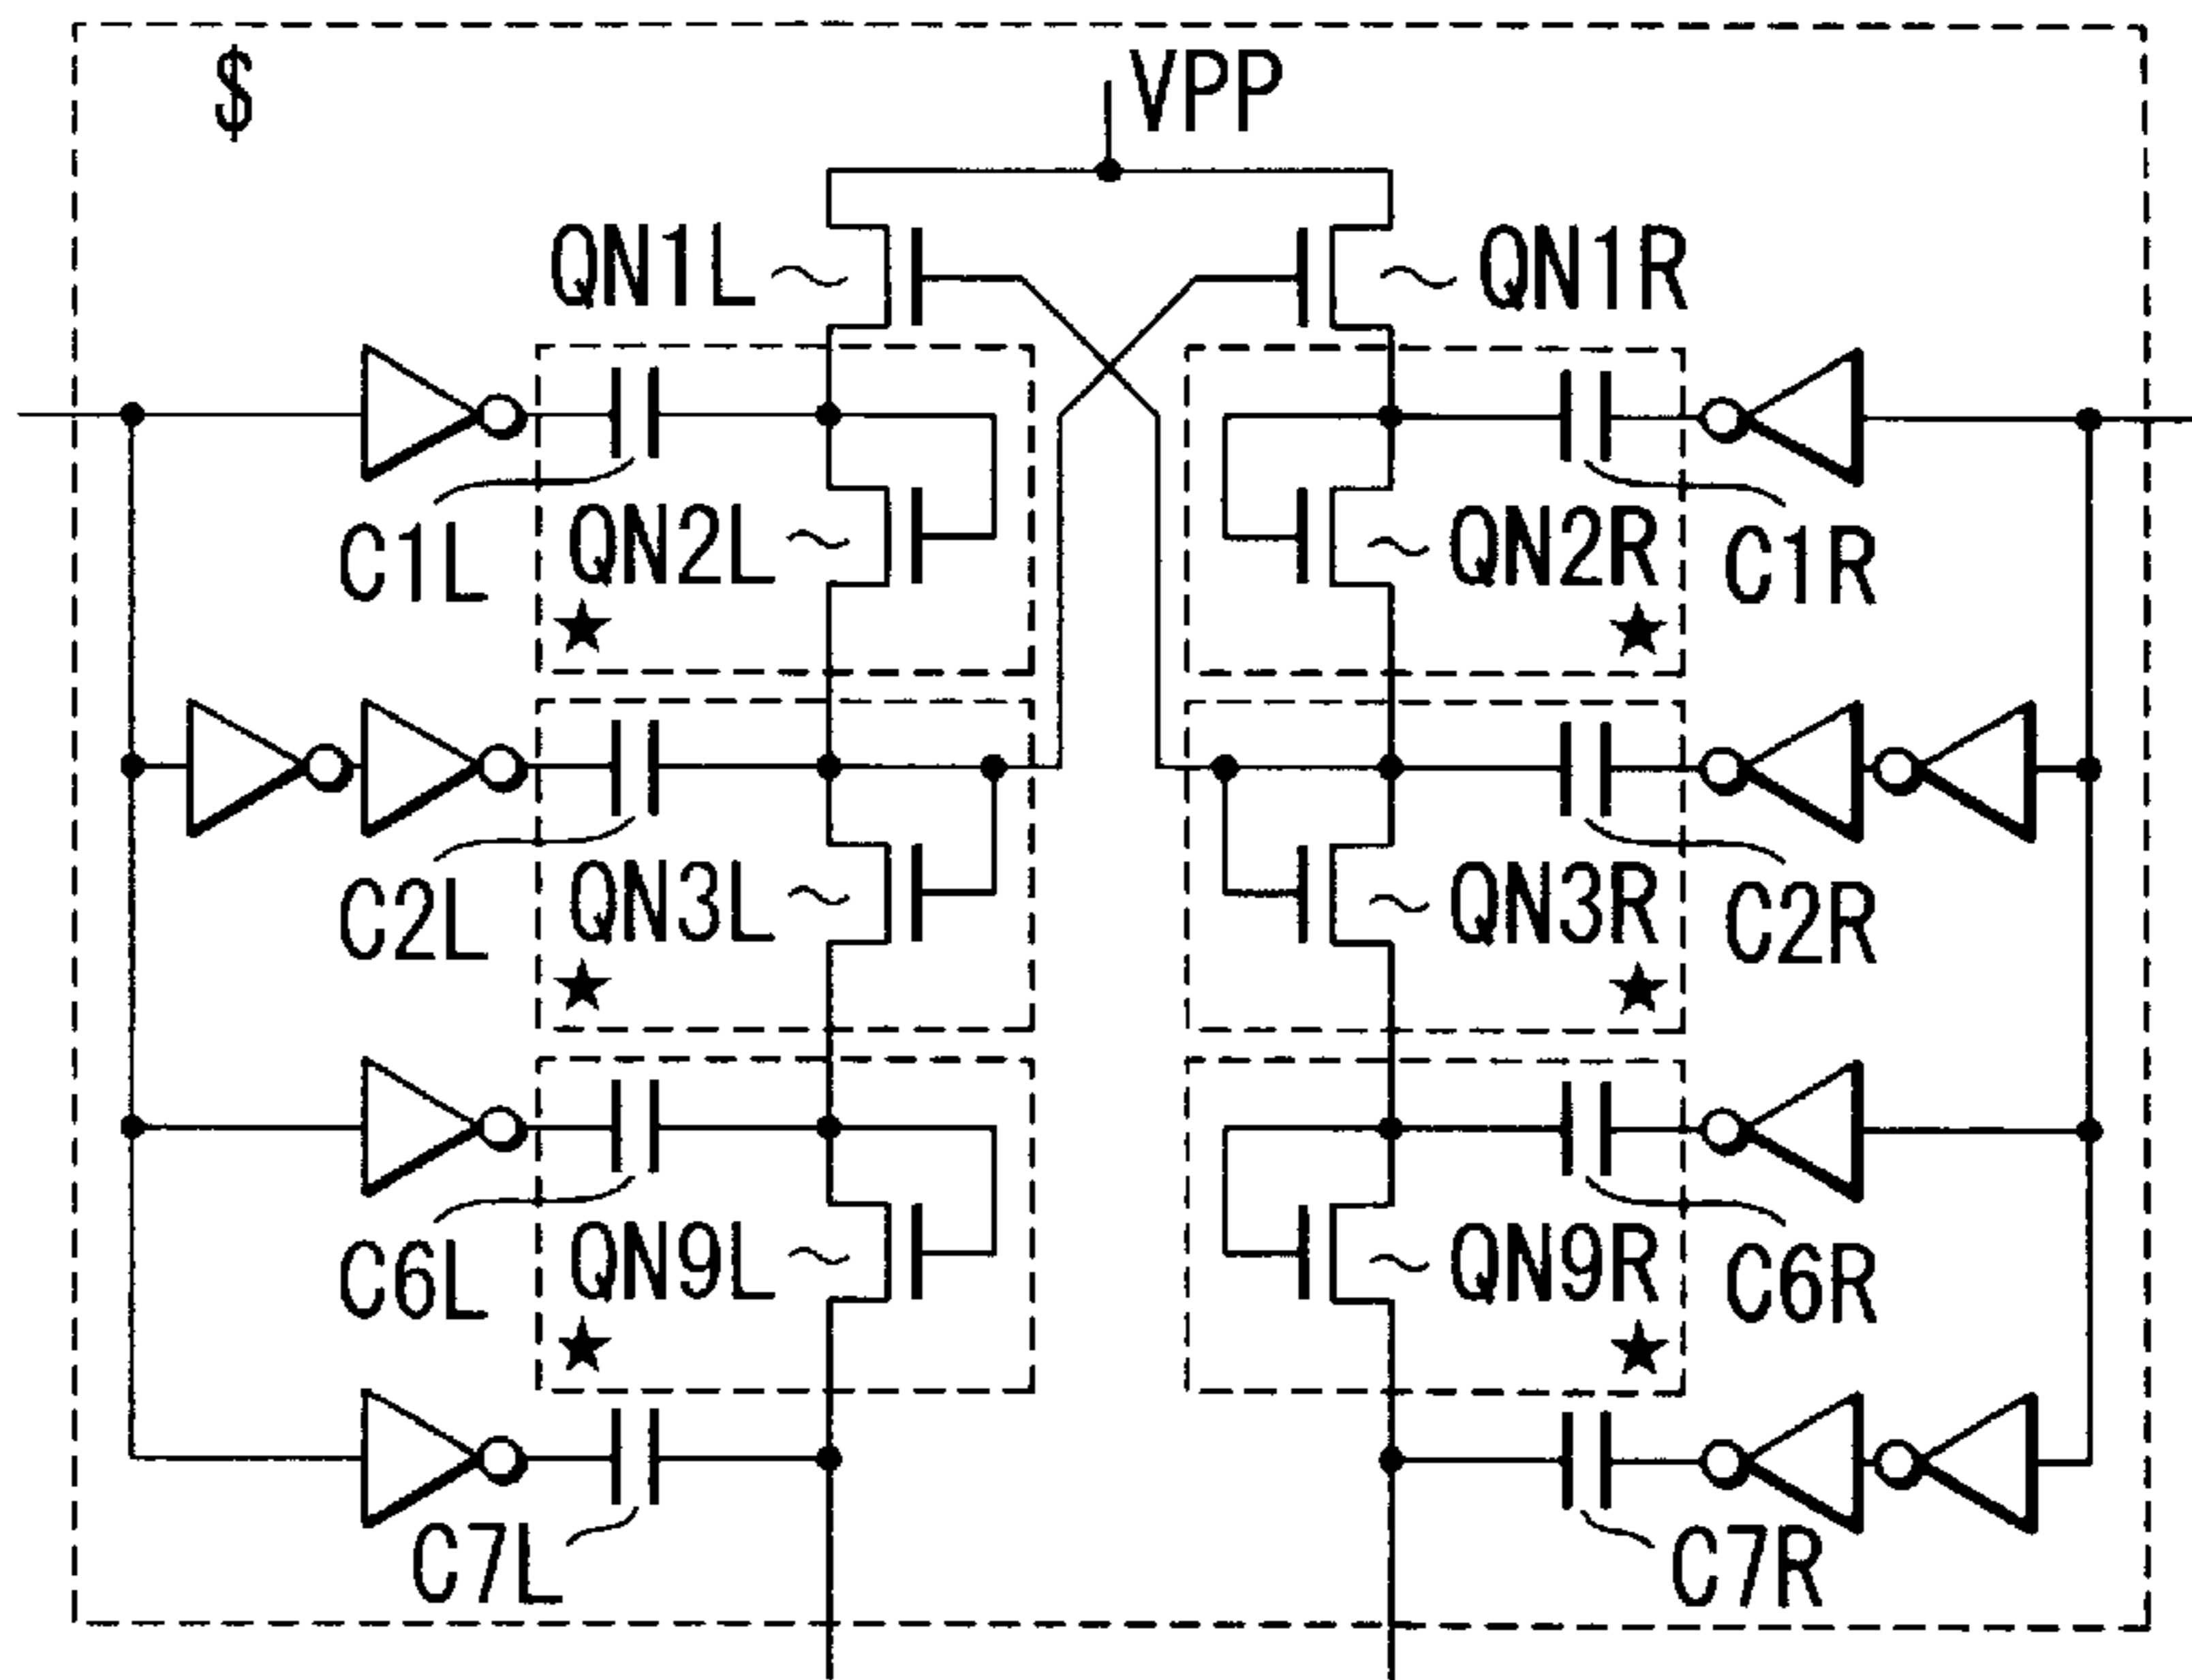 $
VPP
QN1L
QN1R
C1L
QN2L
QN2R
C1R
★
★
C2L
QN3L
QN3R
C2R
★
★
C6L
QN9L
QN9R
C6R
★
★
C7L
C7R